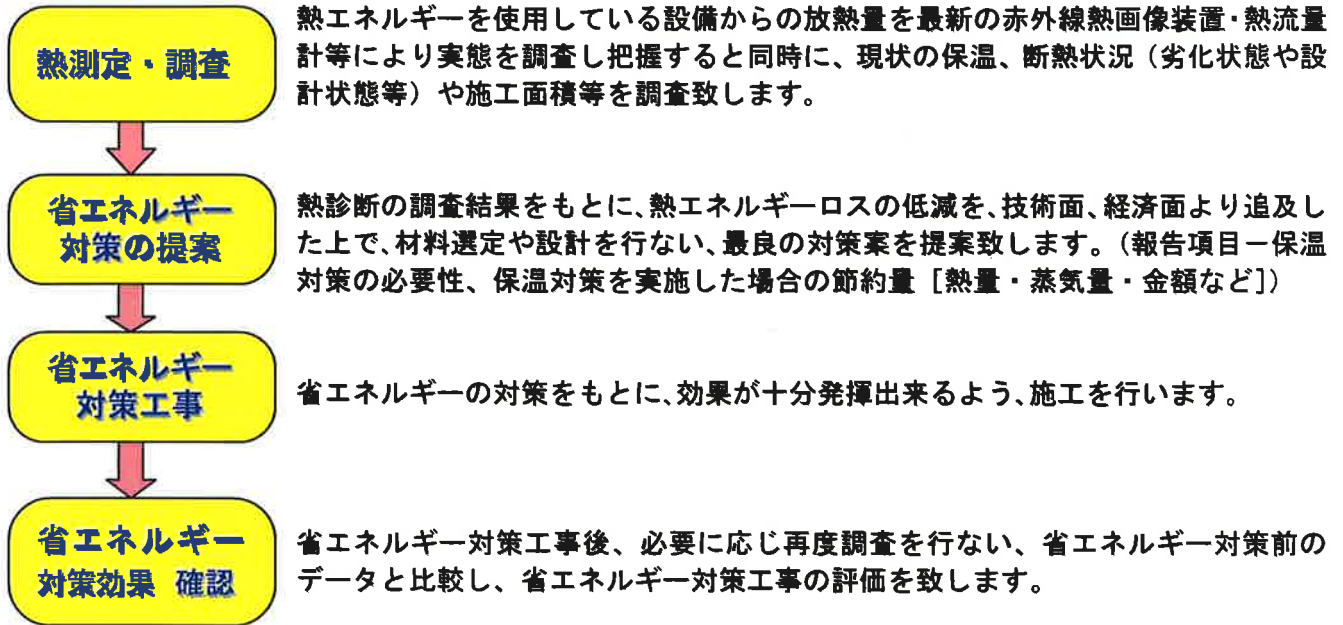 熱測定・調査
熱エネルギーを使用している設備からの放熱量を最新の赤外線熱画像装置・熱流量
計等により実態を調査し把握すると同時に、現状の保温、断熱状況（劣化状態や設
計状態等）や施工面積等を調査致します。
省エネルギー
対策の提案
熱診断の調査結果をもとに、熱エネルギーロスの低減を、技術面、経済面より追及し
た上で、材料選定や設計を行ない、最良の対策案を提案致します。（報告項目－保温
対策の必要性、保温対策を実施した場合の節約量［熱量・蒸気量・金額など］）
省エネルギー
対策工事
省エネルギーの対策をもとに、効果が十分発揮出来るよう、施工を行います。
省エネルギー
対策効果 確認
省エネルギー対策工事後、必要に応じ再度調査を行ない、省エネルギー対策前の
データと比較し、省エネルギー対策工事の評価を致します。